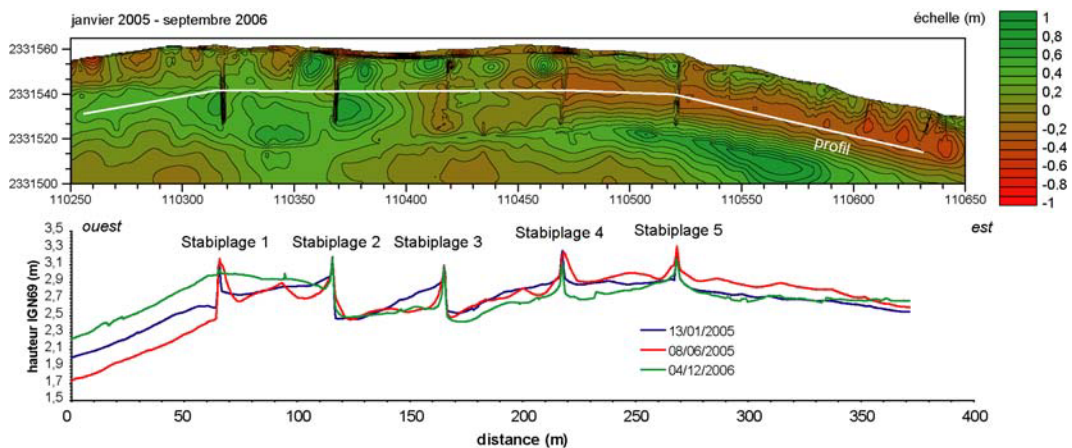 janvier 2005 - septembre 2006
échelle (m)
2331560
2331540
2331520
2331500
110250 110300 110350 110400 110450 110500 110550 110600 110650
profil
1
0,8
0,6
0,4
0,2
0
-0,2
-0,4
-0.6
-0.8
-1
ouest
est
Stabiplage 1 Stabiplage 2 Stabiplage 3 Stabiplage 4 Stabiplage 5
hauteur IGN69 (m)
3,5
3,3
3,1
2,9
2,7
2,5
2,3
2,1
1,9
1,7
1,5
13/01/2005
08/06/2005
04/12/2006
0 50 100 150 200 250 300 350 400
distance (m)